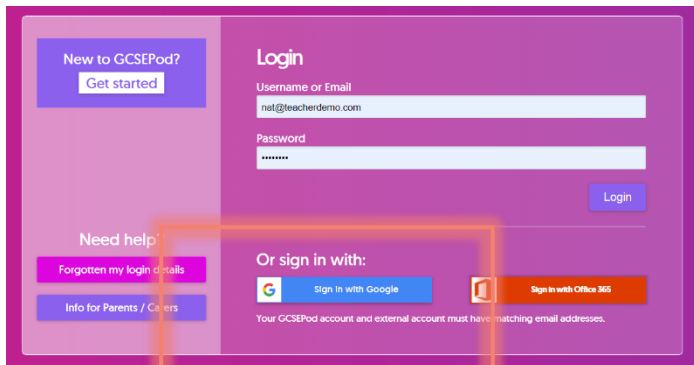 New to GCSEPod?
Get started
Need help?
Forgotten my login details
Info for Parents / Carers
Login
Username or Email
nat@teacherdemo.com
Password
••••••••
Login
Or sign in with:
Sign in with Google
Sign in with Office 365
Your GCSEPod account and external account must have matching email addresses.